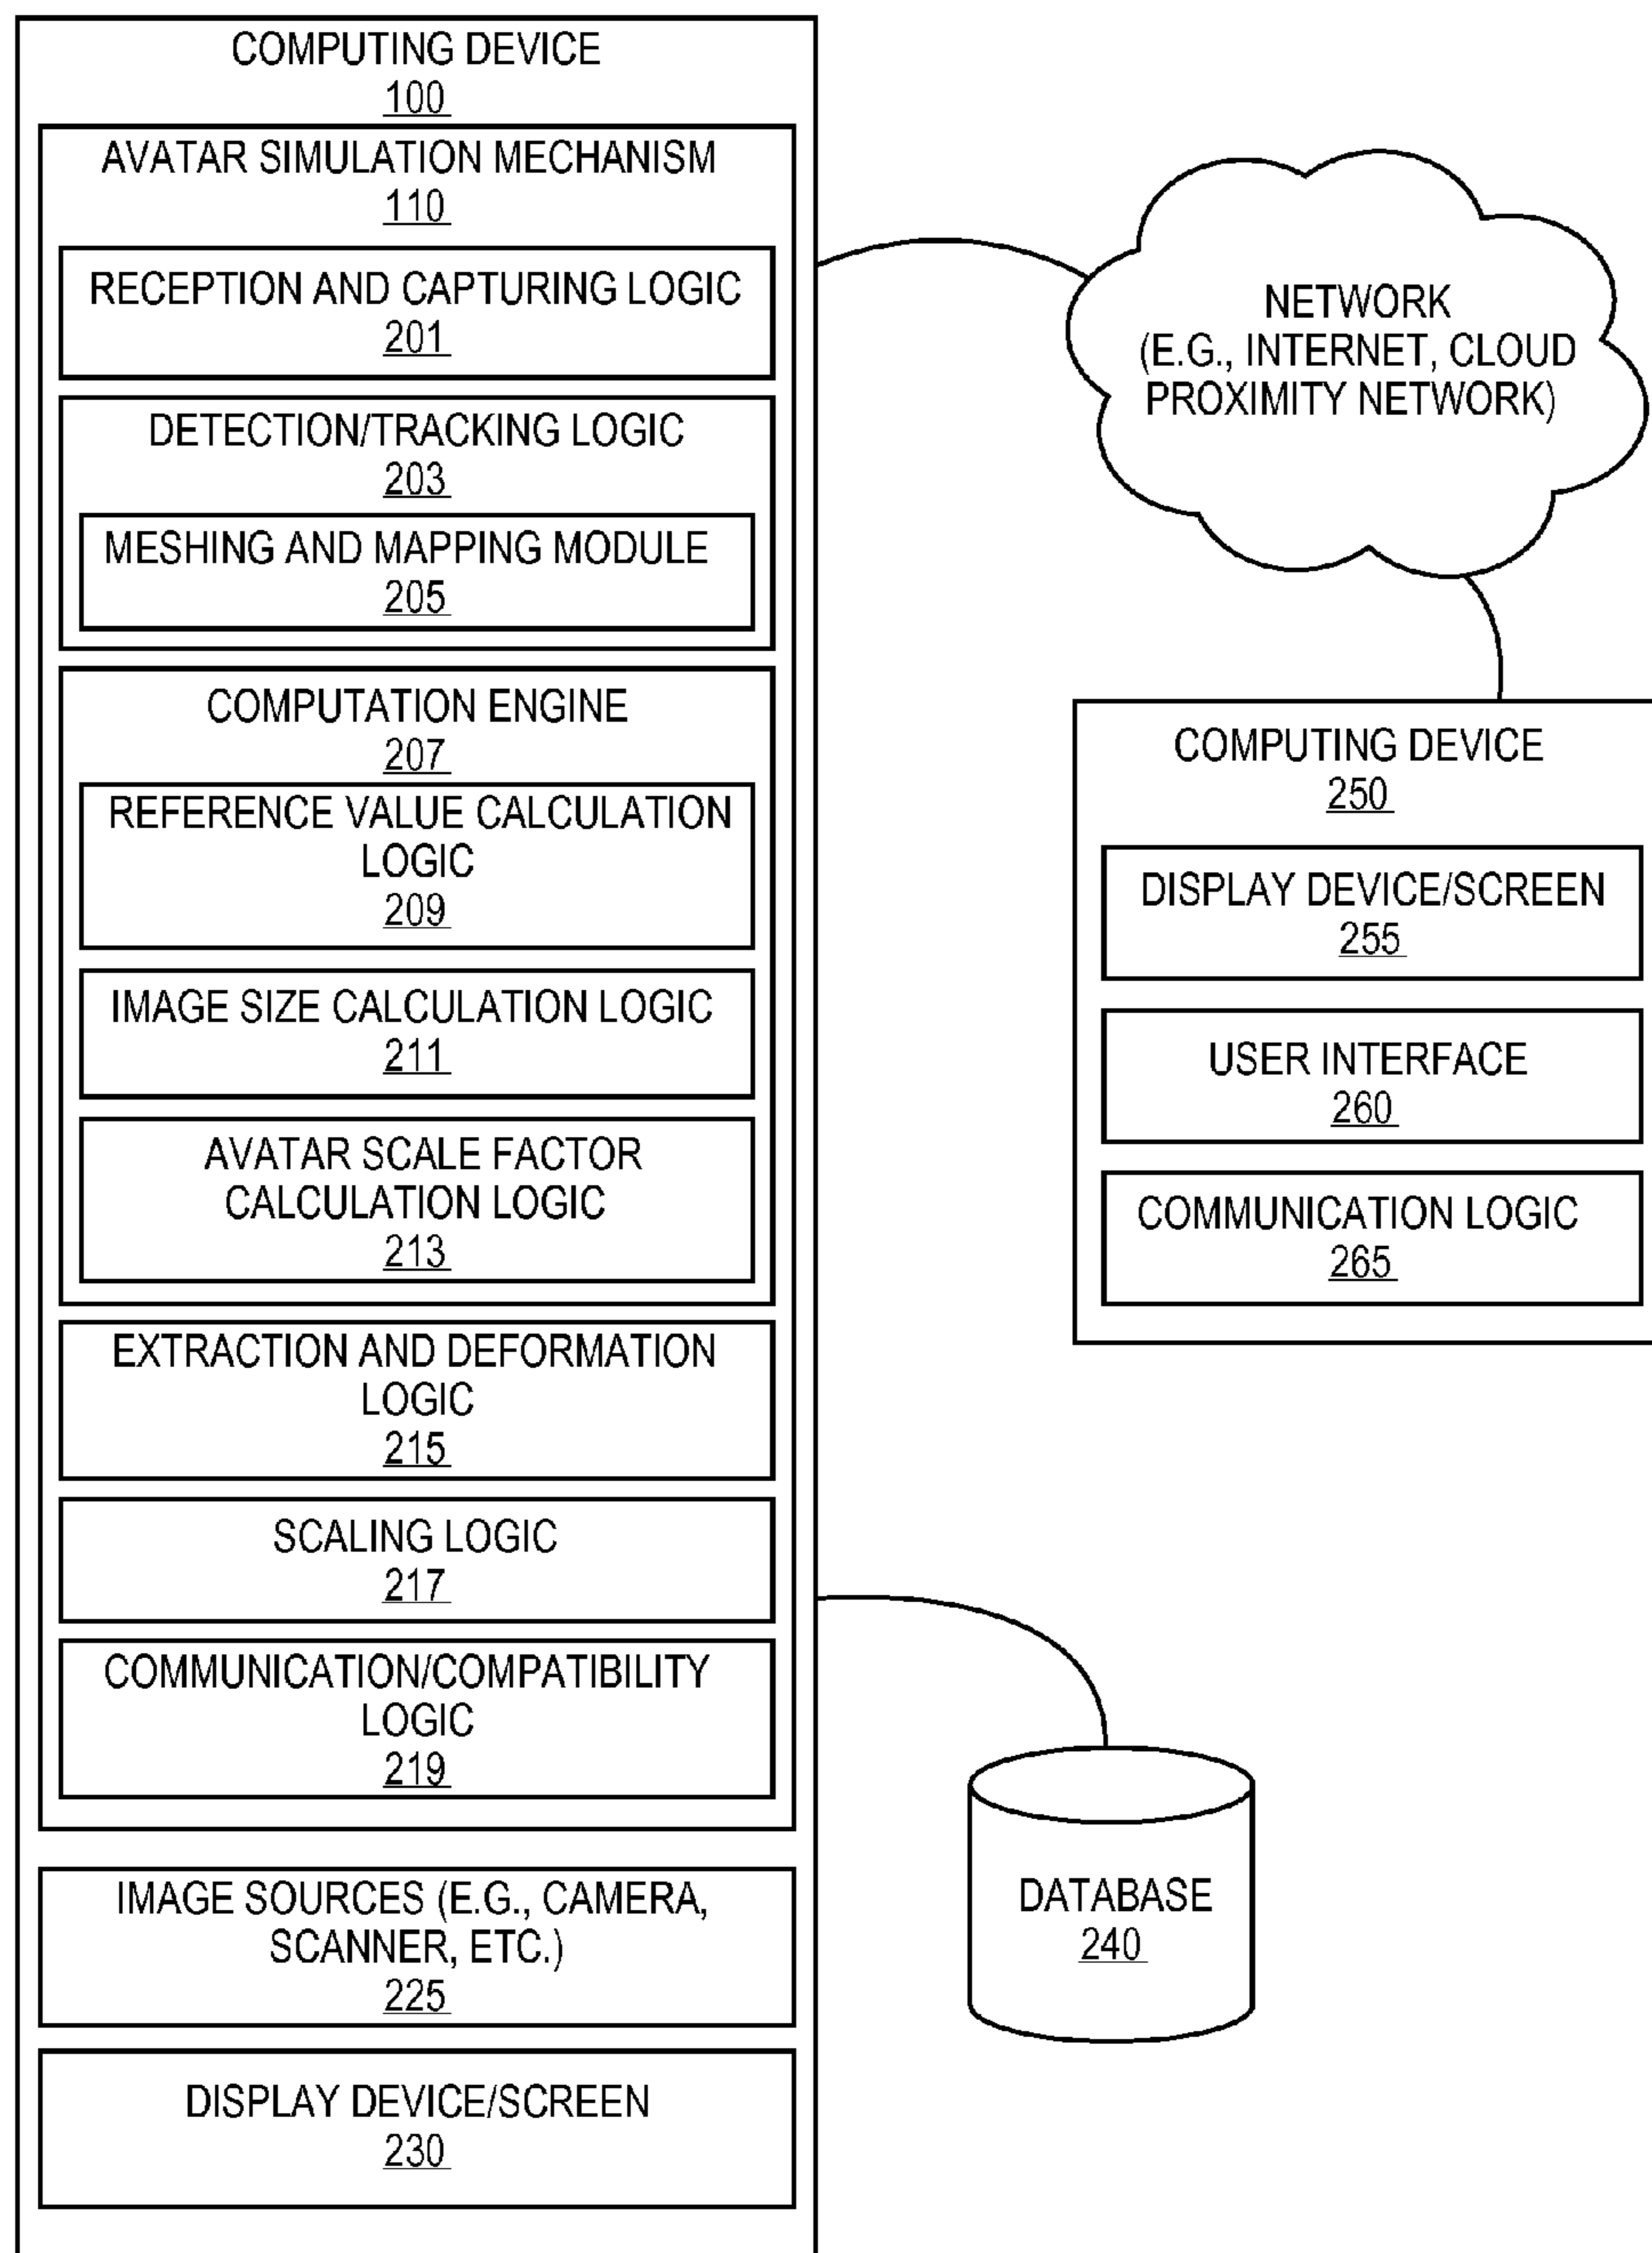 COMPUTING DEVICE
100
AVATAR SIMULATION MECHANISM
110
RECEPTION AND CAPTURING LOGIC
201
DETECTION/TRACKING LOGIC
203
MESHING AND MAPPING MODULE
205
COMPUTATION ENGINE
207
REFERENCE VALUE CALCULATION
LOGIC
209
IMAGE SIZE CALCULATION LOGIC
211
AVATAR SCALE FACTOR
CALCULATION LOGIC
213
EXTRACTION AND DEFORMATION
LOGIC
215
SCALING LOGIC
217
COMMUNICATION/COMPATIBILITY
LOGIC
219
IMAGE SOURCES (E.G., CAMERA,
SCANNER, ETC.)
225
DISPLAY DEVICE/SCREEN
230
NETWORK
(E.G., INTERNET, CLOUD
PROXIMITY NETWORK)
COMPUTING DEVICE
250
DISPLAY DEVICE/SCREEN
255
USER INTERFACE
260
COMMUNICATION LOGIC
265
DATABASE
240